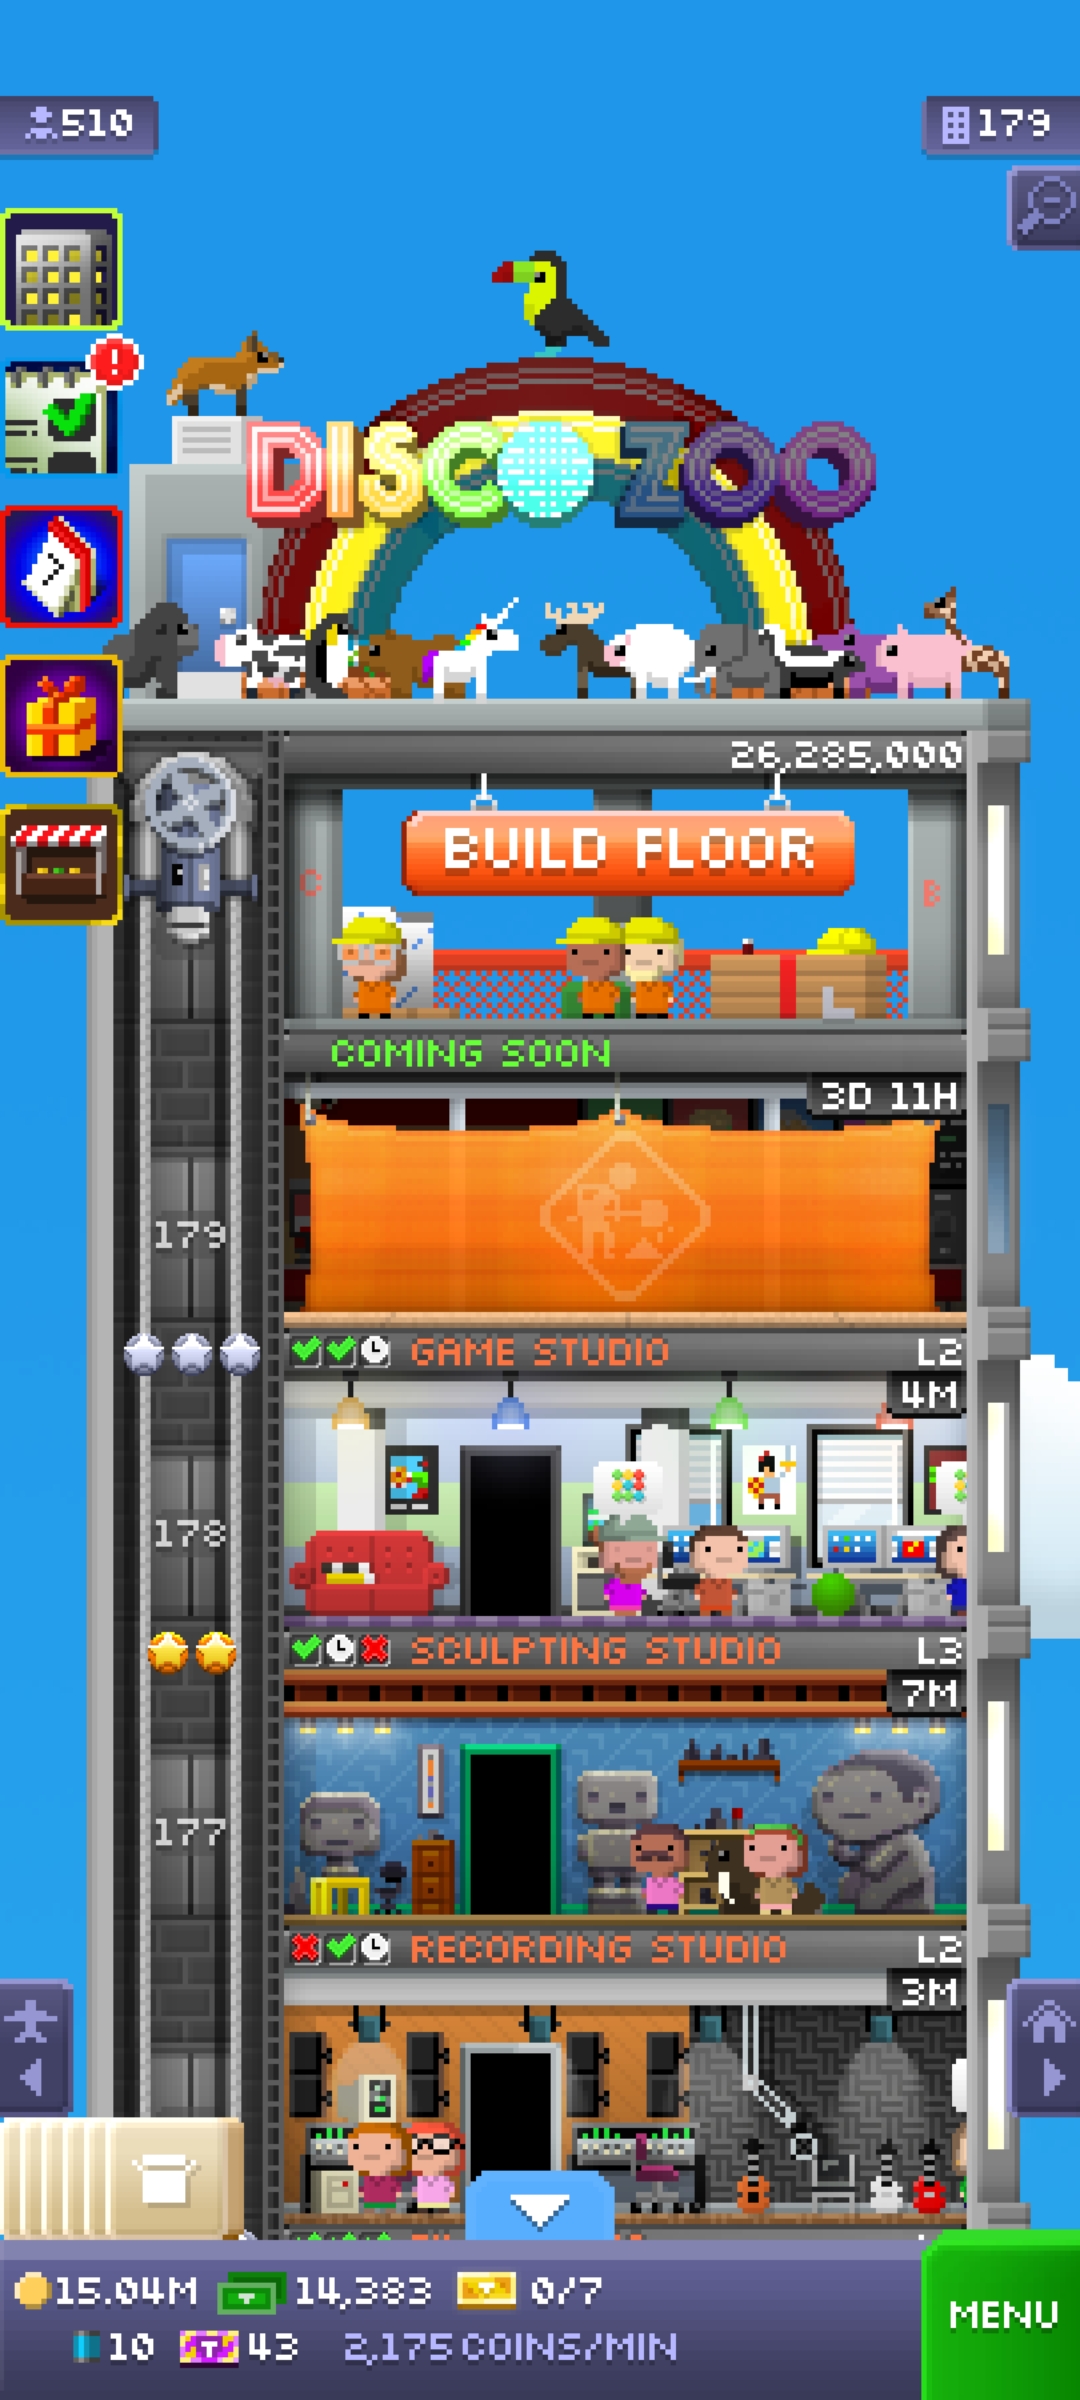 510
179
DISCO ZOO
7
26,285,000
BUILD FLOOR
C
B
COMING SOON
3D 11H
179
GAME STUDIO
L2
4M
178
SCULPTING STUDIO
L3
7M
177
RECORDING STUDIO
L2
3M
15.04M
14,383
0/7
MENU
10
T
43
2,175 COINS/MIN